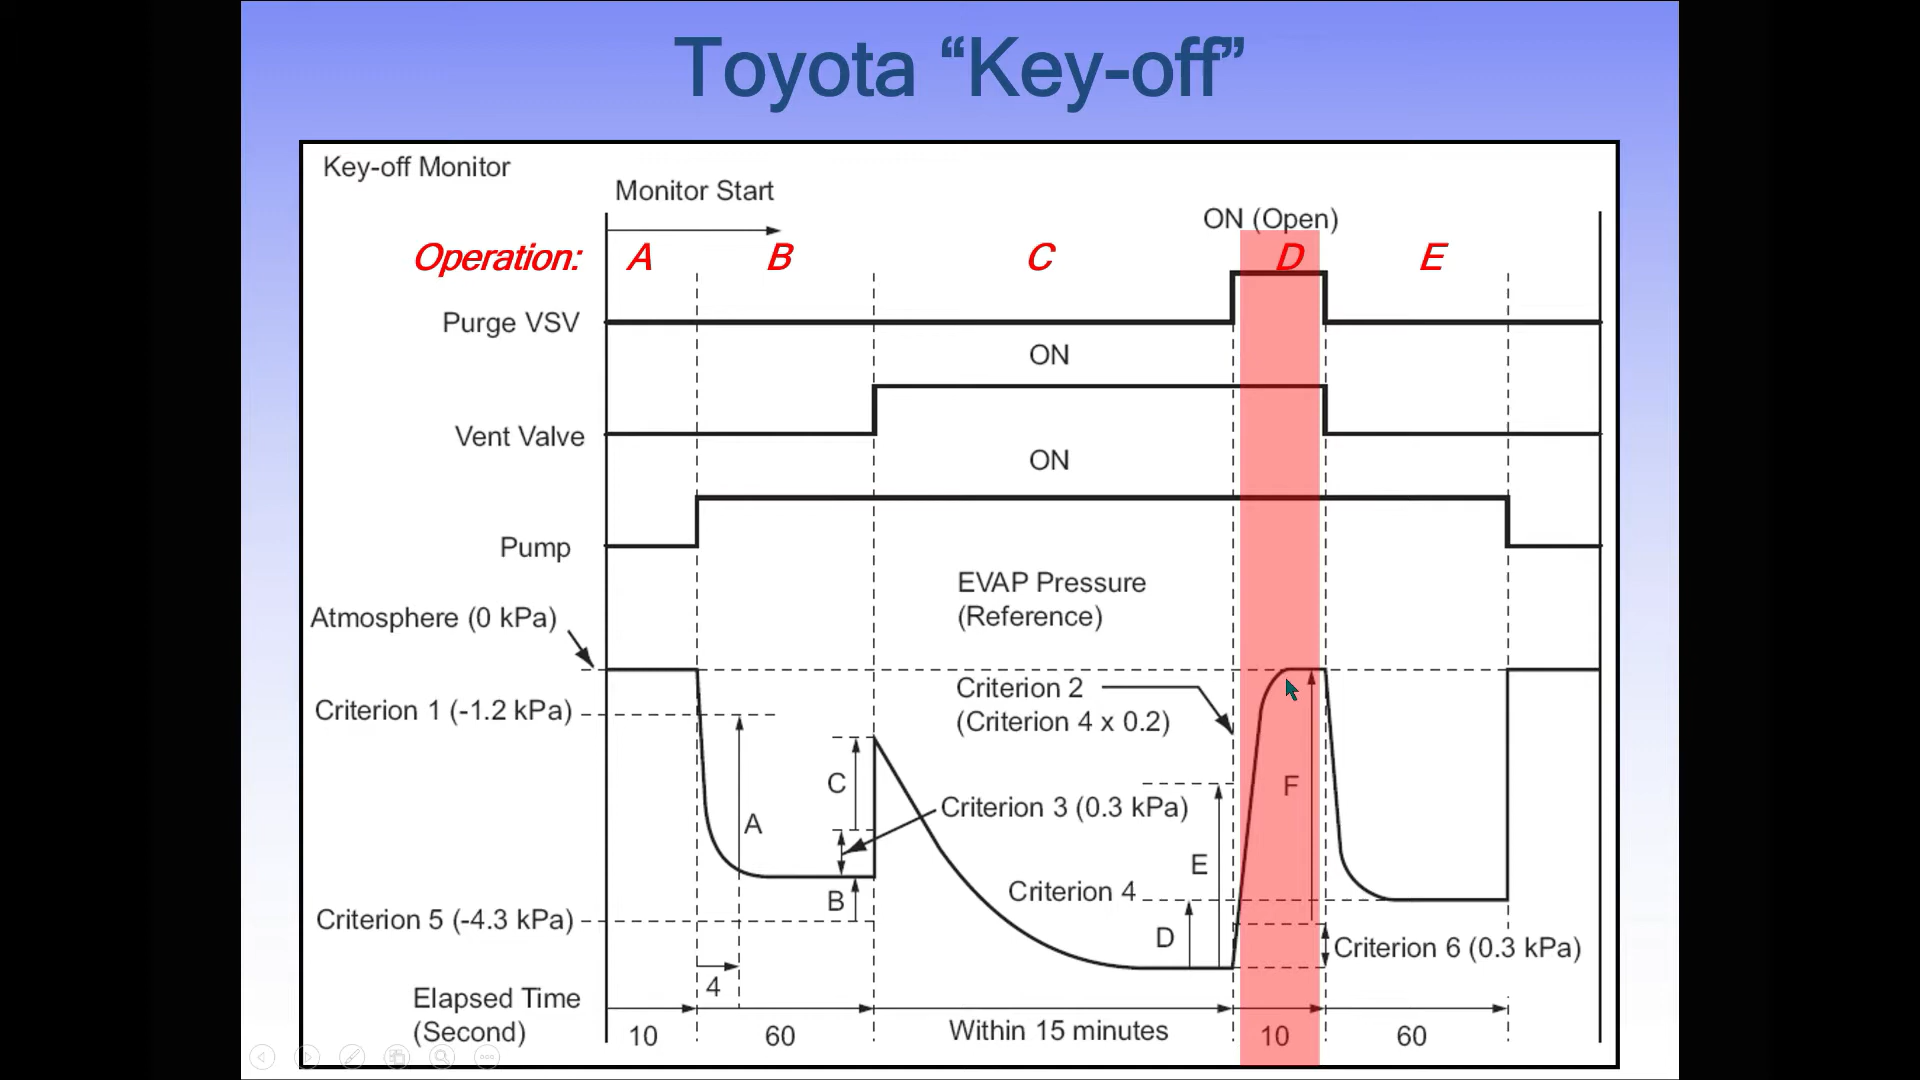 Toyota “Key-off”
Key-off Monitor
Monitor Start
ON (Open)
Operation: A B C D E
Purge VSV
ON
Vent Valve
ON
Pump
EVAP Pressure
(Reference)
Atmosphere (0 kPa)
Criterion 2
(Criterion 4 x 0.2)
Criterion 1 (-1.2 kPa)
C
F
Criterion 3 (0.3 kPa)
A
E
Criterion 4
B
Criterion 5 (-4.3 kPa)
D
Criterion 6 (0.3 kPa)
4
Elapsed Time
(Second)
10
60
Within 15 minutes
10
60